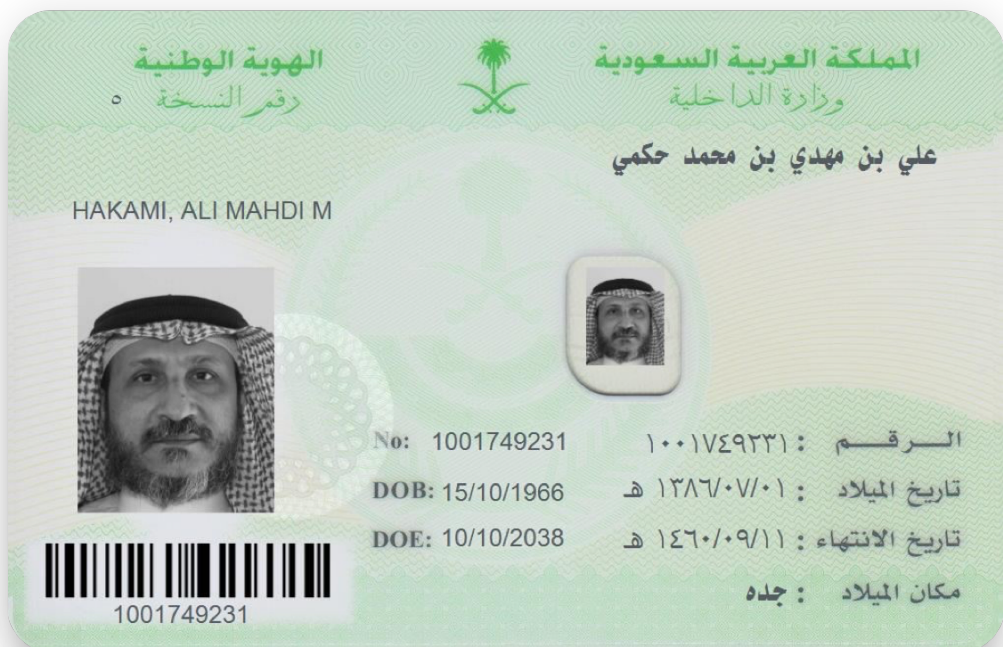 المملكة العربية السعودية
وزارة الداخلية
الهوية الوطنية
رقم النسخة ٥
علي بن مهدي بن محمد حكمي
HAKAMI, ALI MAHDI M
الـــرقـــم : ١٠٠١٧٤٩٢٣١ No: 1001749231
تاريخ الميلاد : ١٣٨٦/٠٧/٠١ هـ DOB: 15/10/1966
تاريخ الانتهاء : ١٤٦٠/٠٩/١١ هـ DOE: 10/10/2038
مكان الميلاد : جده
1001749231